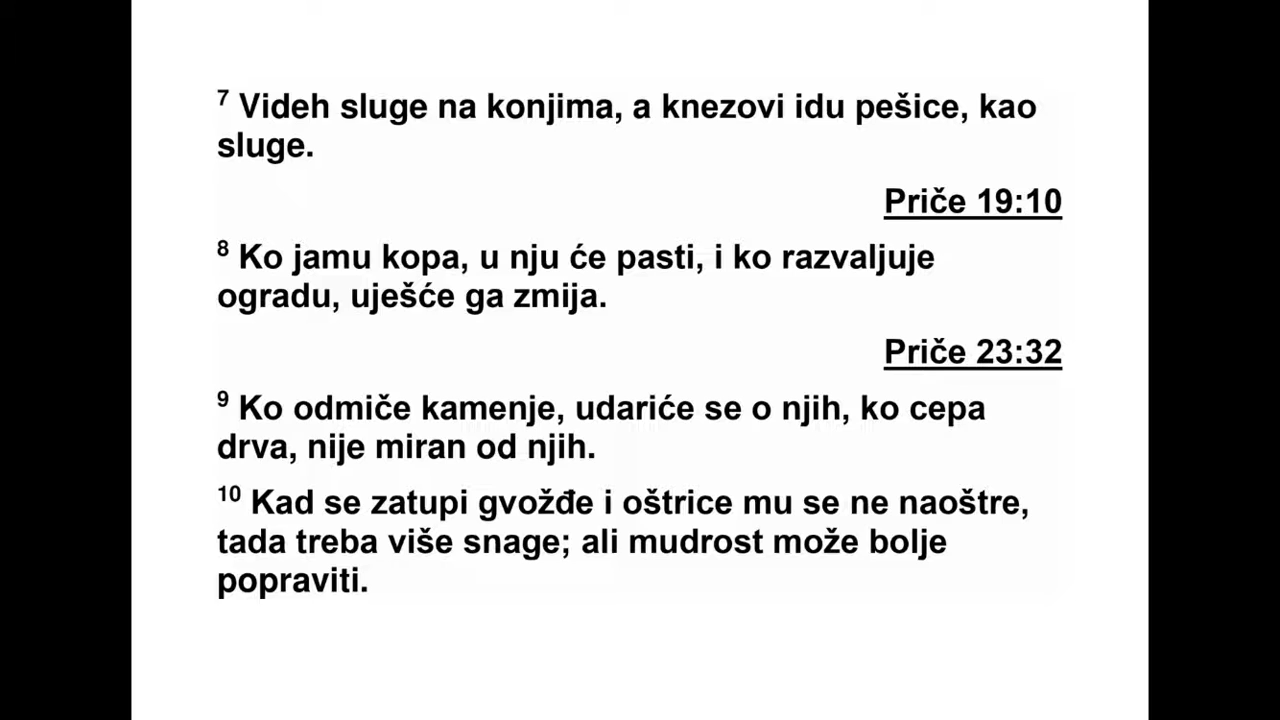 7 Videh sluge na konjima, a knezovi idu pešice, kao
sluge.
Priče 19:10
8 Ko jamu kopa, u nju će pasti, i ko razvaljuje
ogradu, uješće ga zmija.
Priče 23:32
9 Ko odmiče kamenje, udariće se o njih, ko cepa
drva, nije miran od njih.
10 Kad se zatupi gvožđe i oštrice mu se ne naoštre,
tada treba više snage; ali mudrost može bolje
popraviti.